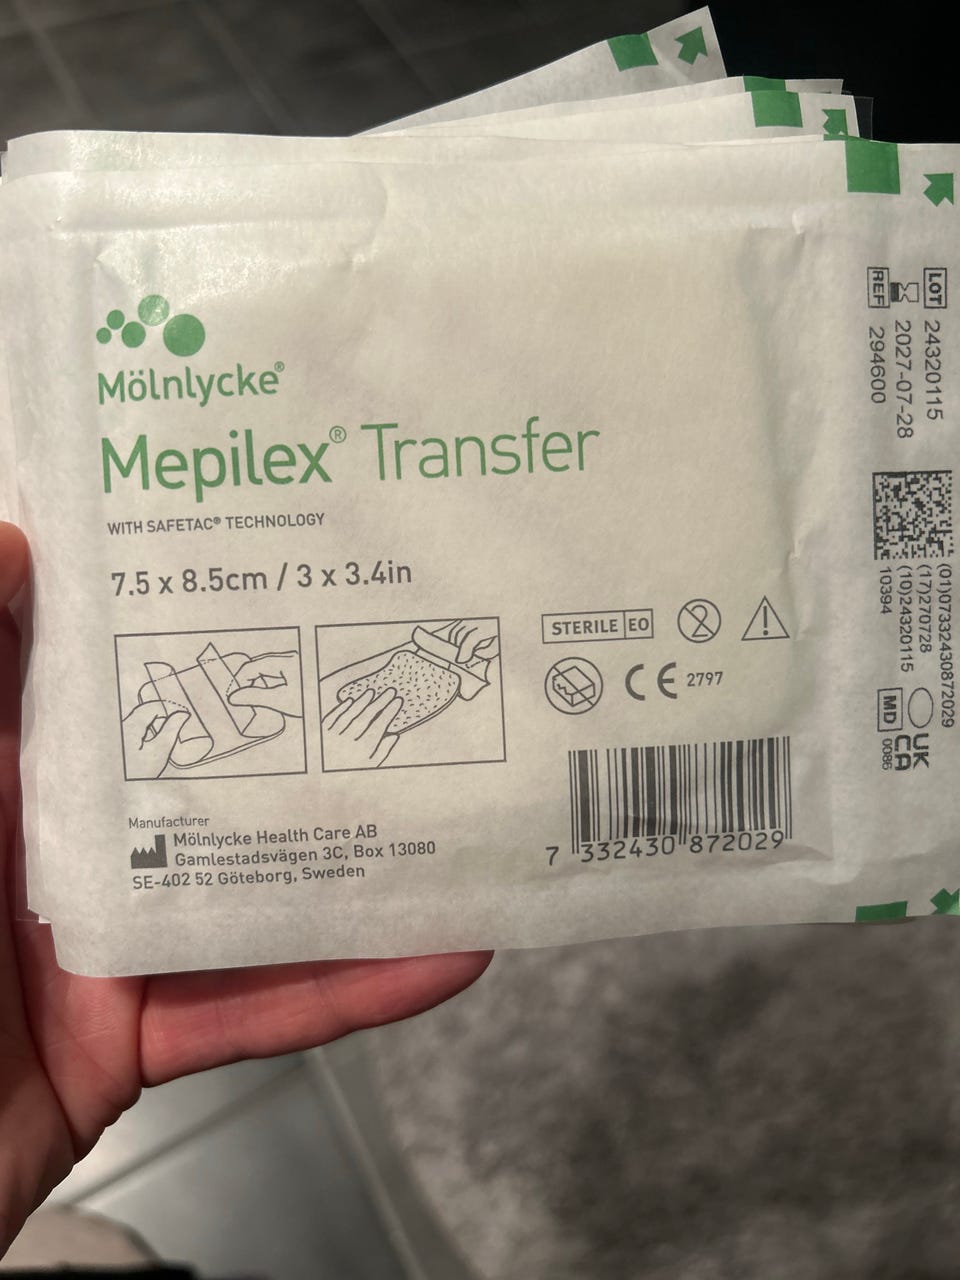 Mölnlycke®
Mepilex® Transfer
WITH SAFETAC® TECHNOLOGY
7.5 x 8.5cm / 3 x 3.4in
STERILE EO
2
CE 2797
Manufacturer
Mölnlycke Health Care AB
Gamlestadsvägen 3C, Box 13080
SE-402 52 Göteborg, Sweden
7 332430 872029
LOT 24320115
2027-07-28
REF 294600
(01)07332430872029
(17)270728
(10)24320115
10394
UK
CA
MD 0086